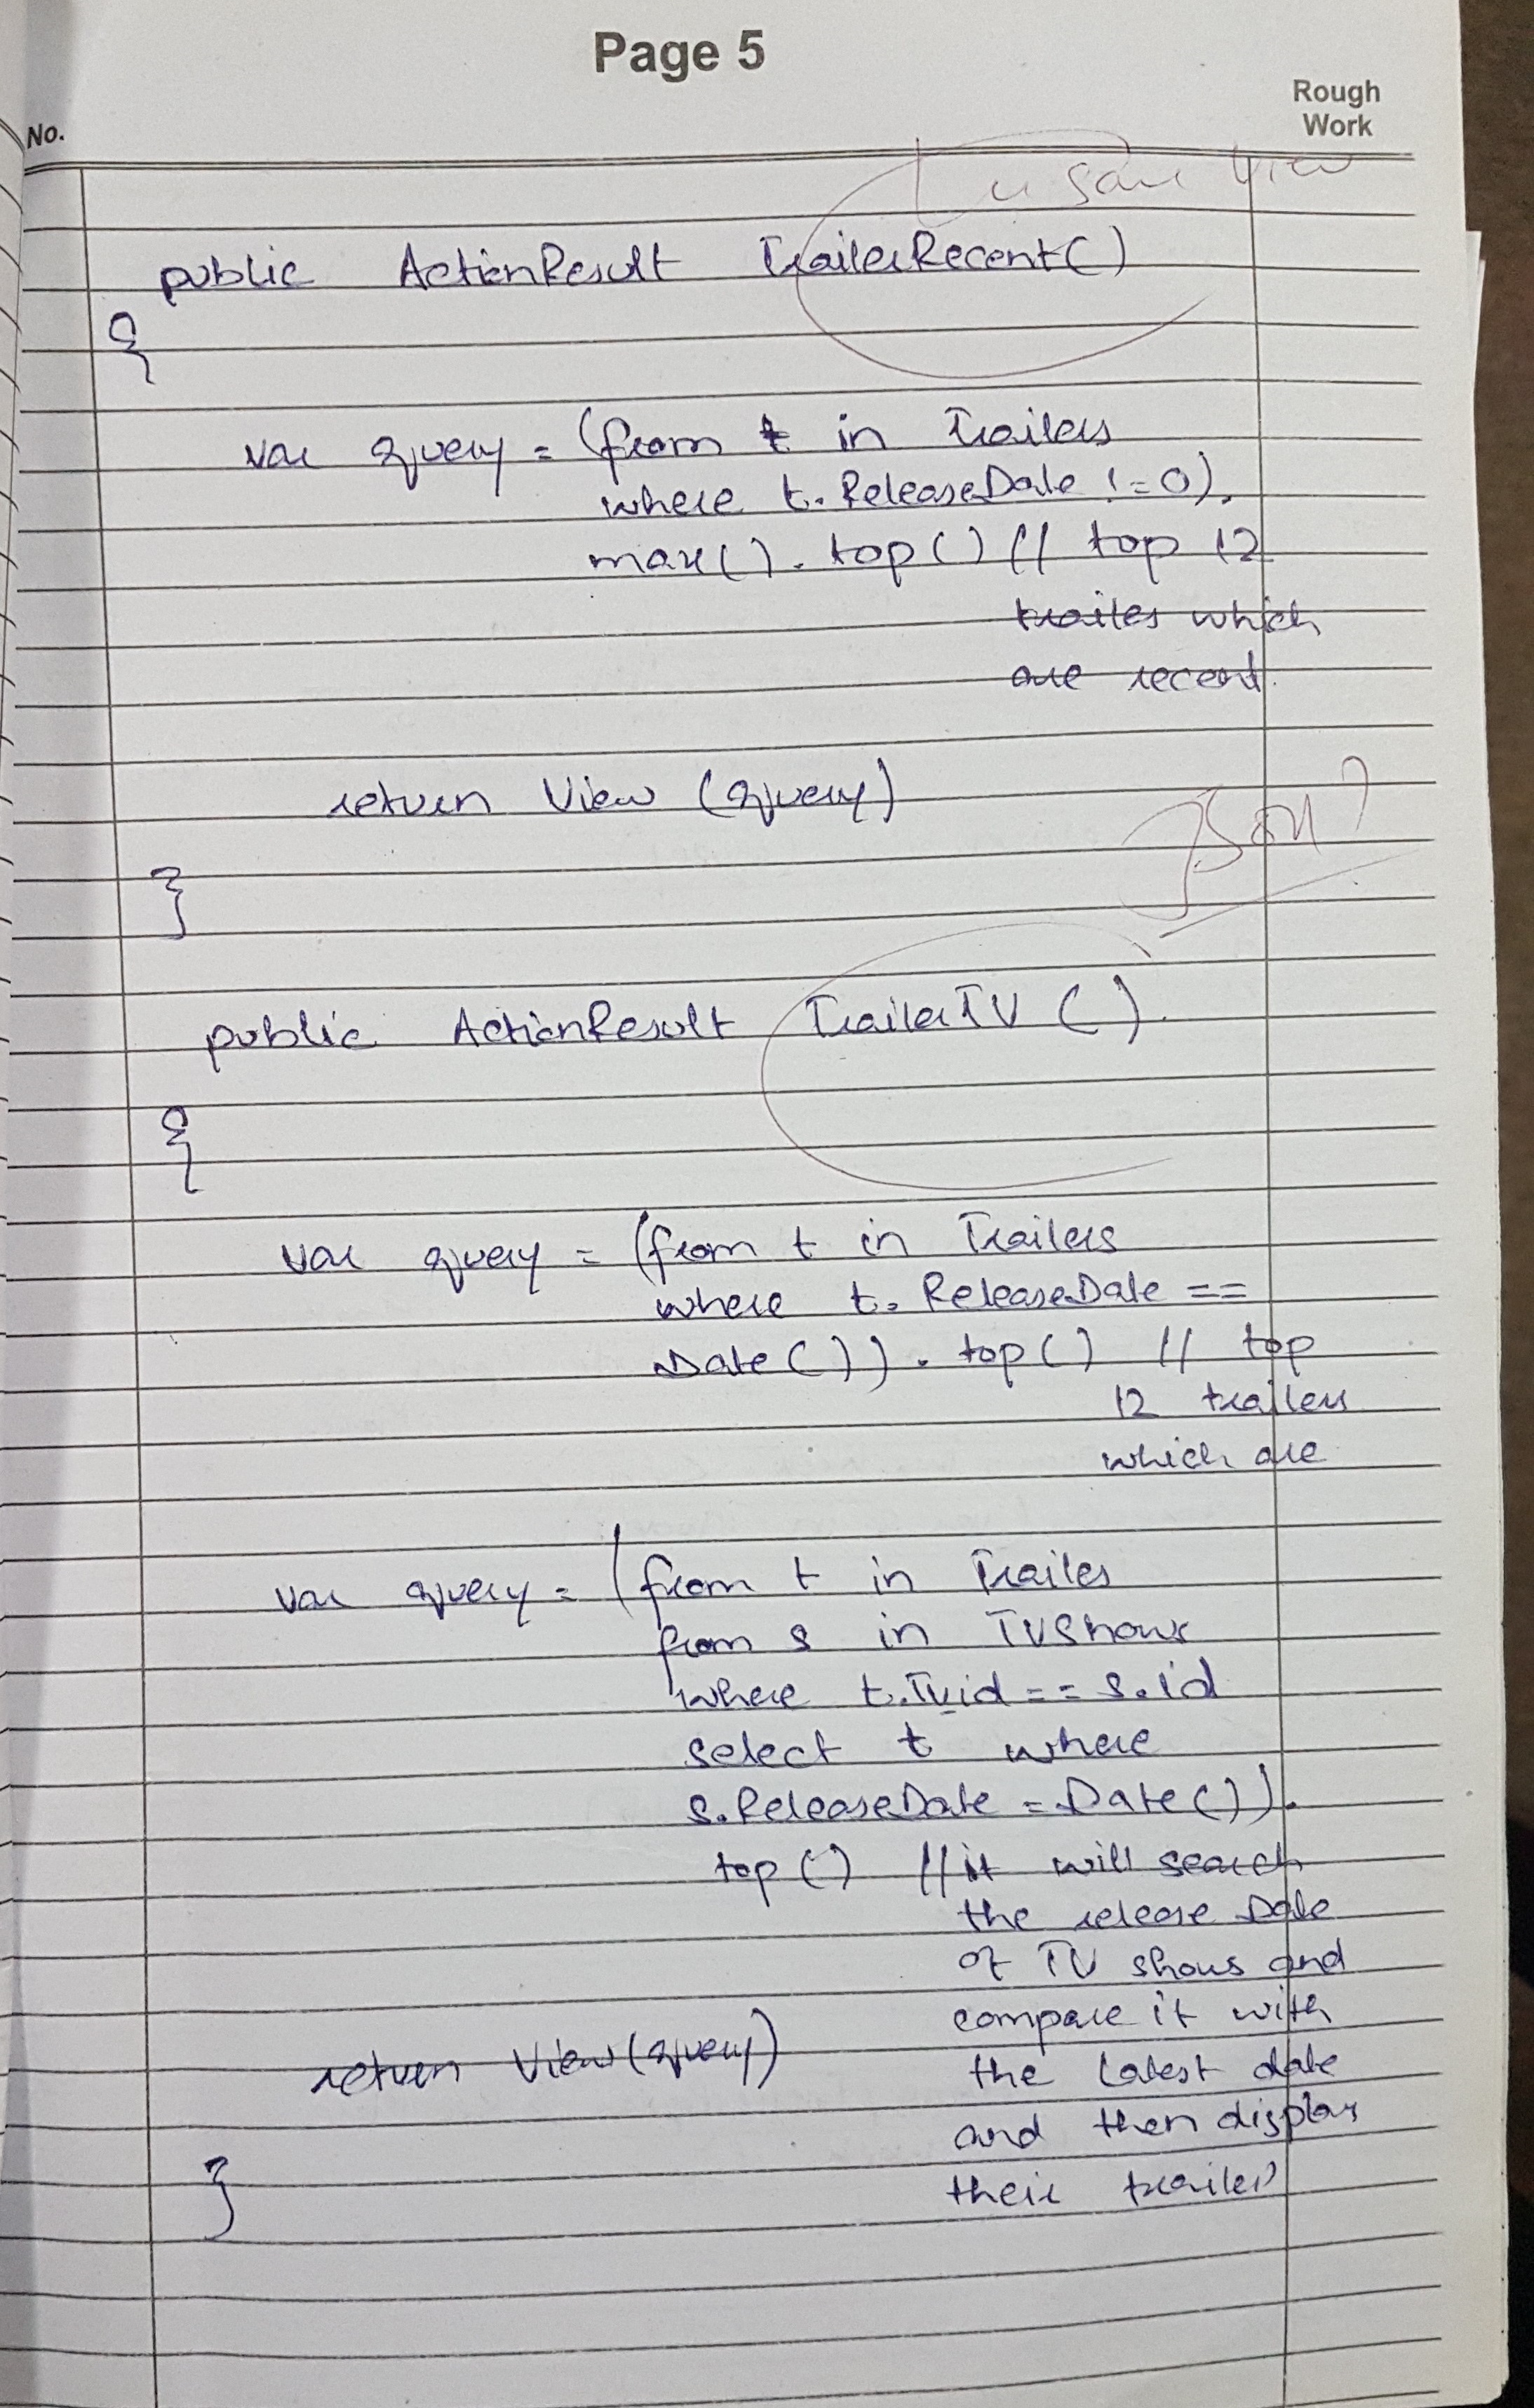 Page 5
No.
Rough
Work
same view
public ActionResult TrailerRecent()
{
var query = (from t in Trailers
where t.ReleaseDate != 0).
max().top() // top 12
trailes which
are recent.
return View (query)
JSON?
}
public ActionResult TrailerTV ( )
{
var query = (from t in Trailers
where t.ReleaseDate ==
Date()).top() // top
12 trailers
which are
var query = (from t in Trailes
from s in TVShows
where t.Tvid == s.id
select t where
s.ReleaseDate = Date()).
top() // it will search
the release Date
of TV shows and
compare it with
return View(query)
the latest date
and then display
their trailer
}